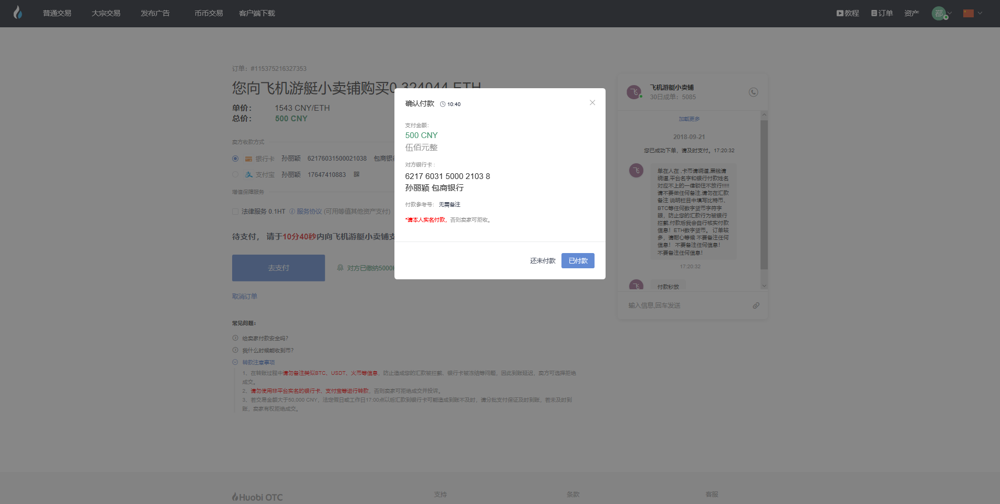 普通交易 大宗交易 发布广告 币币交易 客户端下载 教程 订单 资产 都
订单：#115375216327353
您向飞机游艇小卖铺购买0.324044 ETH
单价： 1543 CNY/ETH
总价： 500 CNY
卖方收款方式
银行卡 孙丽颖 62176031500021038 包商银行
支付宝 孙丽颖 17647410883
增值保障服务
法律服务 0.1HT 服务协议 (可用等值其他资产支付)
待支付， 请于10分40秒内向飞机游艇小卖铺支
去支付
对方已缴纳5000
取消订单
常见问题：
给卖家付款安全吗?
我什么时候能收到币?
转款注意事项
1、在转账过程中请勿备注类似BTC、USDT、火币等信息，防止造成您的汇款被拦截、银行卡被冻结等问题，因此到账延迟，卖方可选择拒绝
成交。
2、请勿使用非平台实名的银行卡、支付宝等进行转款，否则卖家可拒绝成交并投诉。
3、若交易金额大于50,000 CNY，法定假日或工作日17:00点以后汇款到银行卡可能造成到账不及时，请分批支付保证及时到账，若未及时到
账，卖家有权拒绝成交。
确认付款 10:40
支付金额：
500 CNY
伍佰元整
对方银行卡：
6217 6031 5000 2103 8
孙丽颖 包商银行
付款参考号： 无需备注
*请本人实名付款，否则卖家可拒收。
还未付款 已付款
飞 飞机游艇小卖铺
30日成单：5085
加载更多
2018-09-21
您已成功下单，请及时支付。17:20:32
飞
单在人在 .卡币请绕道,黑钱请
绕道,平台名字和银行付款姓名
对应不上的一律锁住不放行!!!!!
请不要做任何备注,请勿在汇款
备注 说明栏目中填写比特币、
BTC等任何数字货币字符字
眼，防止您的汇款行为被银行
拦截,付款后我会自行核实付款
信息！ETH数字货币。 订单较
多，请耐心等候 不要备注任何
信息！ 不要备注任何信息！
不要备注任何信息！
17:20:32
飞 付款秒放
输入信息,回车发送
Huobi OTC 支持 条款 客服